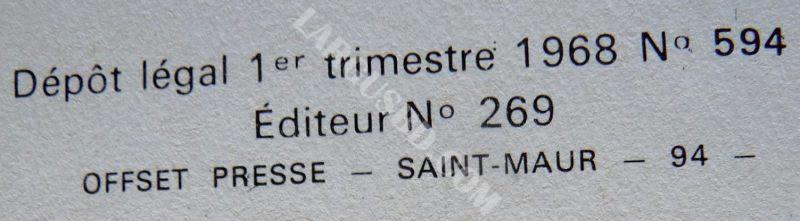 Dépôt légal 1er trimestre 1968 Nº 594
Éditeur Nº 269
OFFSET PRESSE – SAINT-MAUR – 94 –